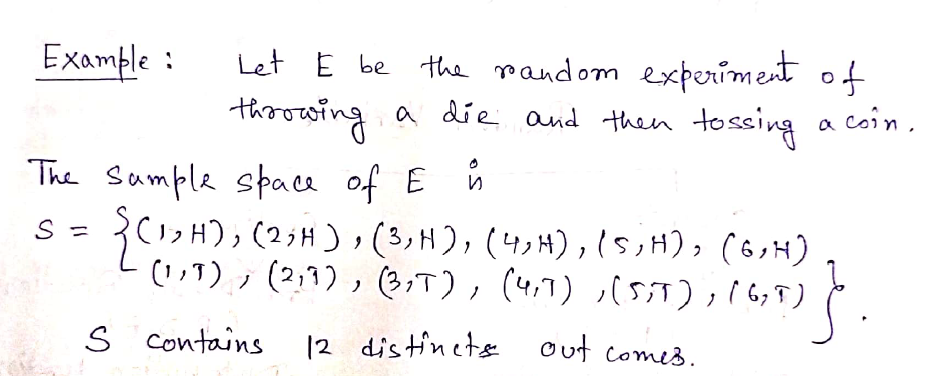 Example : Let E be the random experiment of
throwing a die and then tossing a coin.
The Sample space of E is
S = {(1,H), (2,H), (3,H), (4,H), (5,H), (6,H)
(1,T), (2,T), (3,T), (4,T), (5,T), (6,T)}.
S contains 12 distincts out comes.